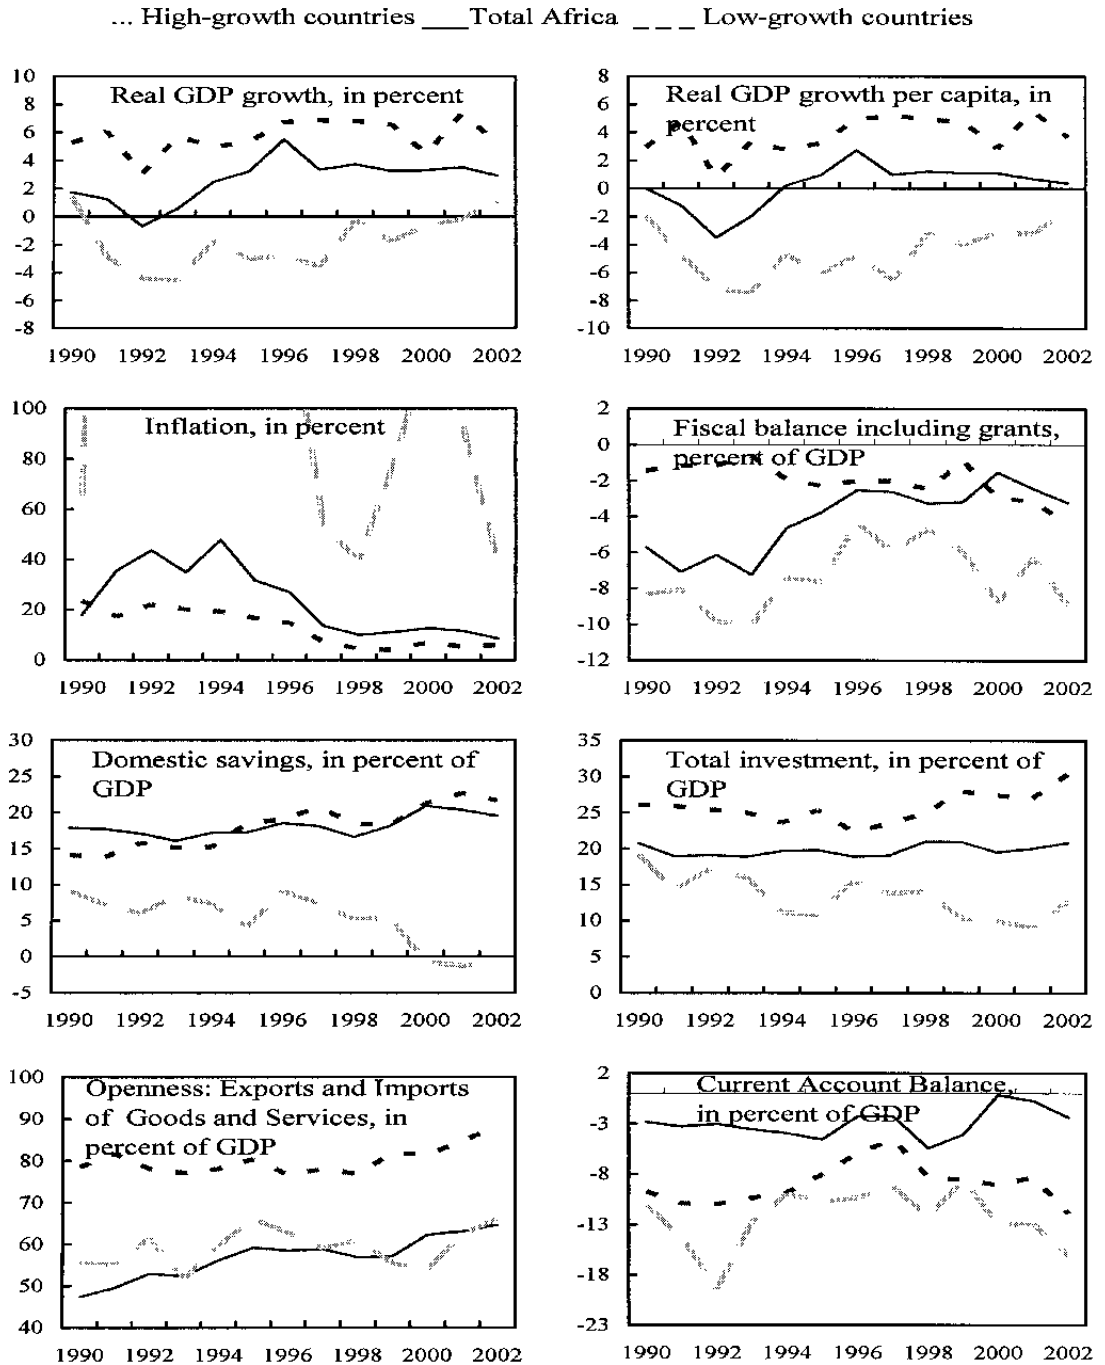 ... High-growth countries ___Total Africa _ _ _ Low-growth countries
Real GDP growth, in percent
10
8
6
4
2
0
-2
-4
-6
-8
1990 1992 1994 1996 1998 2000 2002
Real GDP growth per capita, in
percent
8
6
4
2
0
-2
-4
-6
-8
-10
1990 1992 1994 1996 1998 2000 2002
Inflation, in percent
100
80
60
40
20
0
1990 1992 1994 1996 1998 2000 2002
Fiscal balance including grants,
percent of GDP
2
0
-2
-4
-6
-8
-10
-12
1990 1992 1994 1996 1998 2000 2002
Domestic savings, in percent of
GDP
30
25
20
15
10
5
0
-5
1990 1992 1994 1996 1998 2000 2002
Total investment, in percent of
GDP
35
30
25
20
15
10
5
0
1990 1992 1994 1996 1998 2000 2002
Openness: Exports and Imports
of Goods and Services, in
percent of GDP
100
90
80
70
60
50
40
1990 1992 1994 1996 1998 2000 2002
Current Account Balance,
in percent of GDP
2
-3
-8
-13
-18
-23
1990 1992 1994 1996 1998 2000 2002